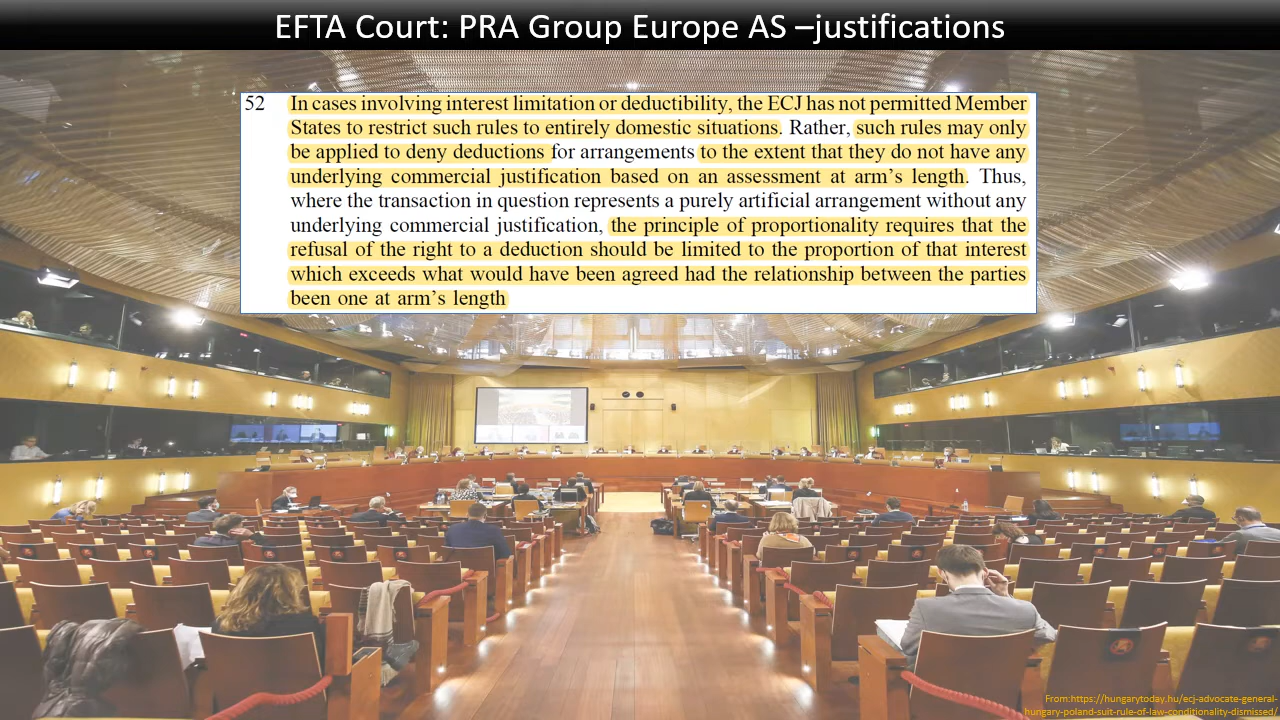 EFTA Court: PRA Group Europe AS –justifications
52 In cases involving interest limitation or deductibility, the ECJ has not permitted Member
States to restrict such rules to entirely domestic situations. Rather, such rules may only
be applied to deny deductions for arrangements to the extent that they do not have any
underlying commercial justification based on an assessment at arm’s length. Thus,
where the transaction in question represents a purely artificial arrangement without any
underlying commercial justification, the principle of proportionality requires that the
refusal of the right to a deduction should be limited to the proportion of that interest
which exceeds what would have been agreed had the relationship between the parties
been one at arm’s length
From:https://hungarytoday.hu/ecj-advocate-general-
hungary-poland-suit-rule-of-law-conditionality-dismissed/